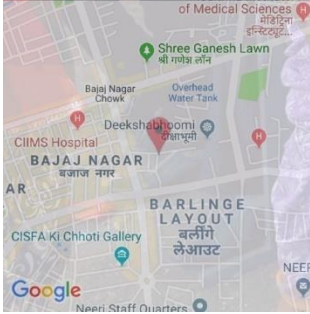 of Medical Sciences
मेडिट्रिना
इन्स्टिट्यूट...
Shree Ganesh Lawn
श्री गणेश लॉन
Bajaj Nagar
Chowk
Overhead
Water Tank
Deekshabhoomi
दीक्षाभूमी
CIIMS Hospital
BAJAJ NAGAR
बजाज नगर
AR
BARLINGE
LAYOUT
बर्लीगे
लेआउट
CISFA Ki Chhoti Gallery
NEER
Google
Neeri Staff Quarters